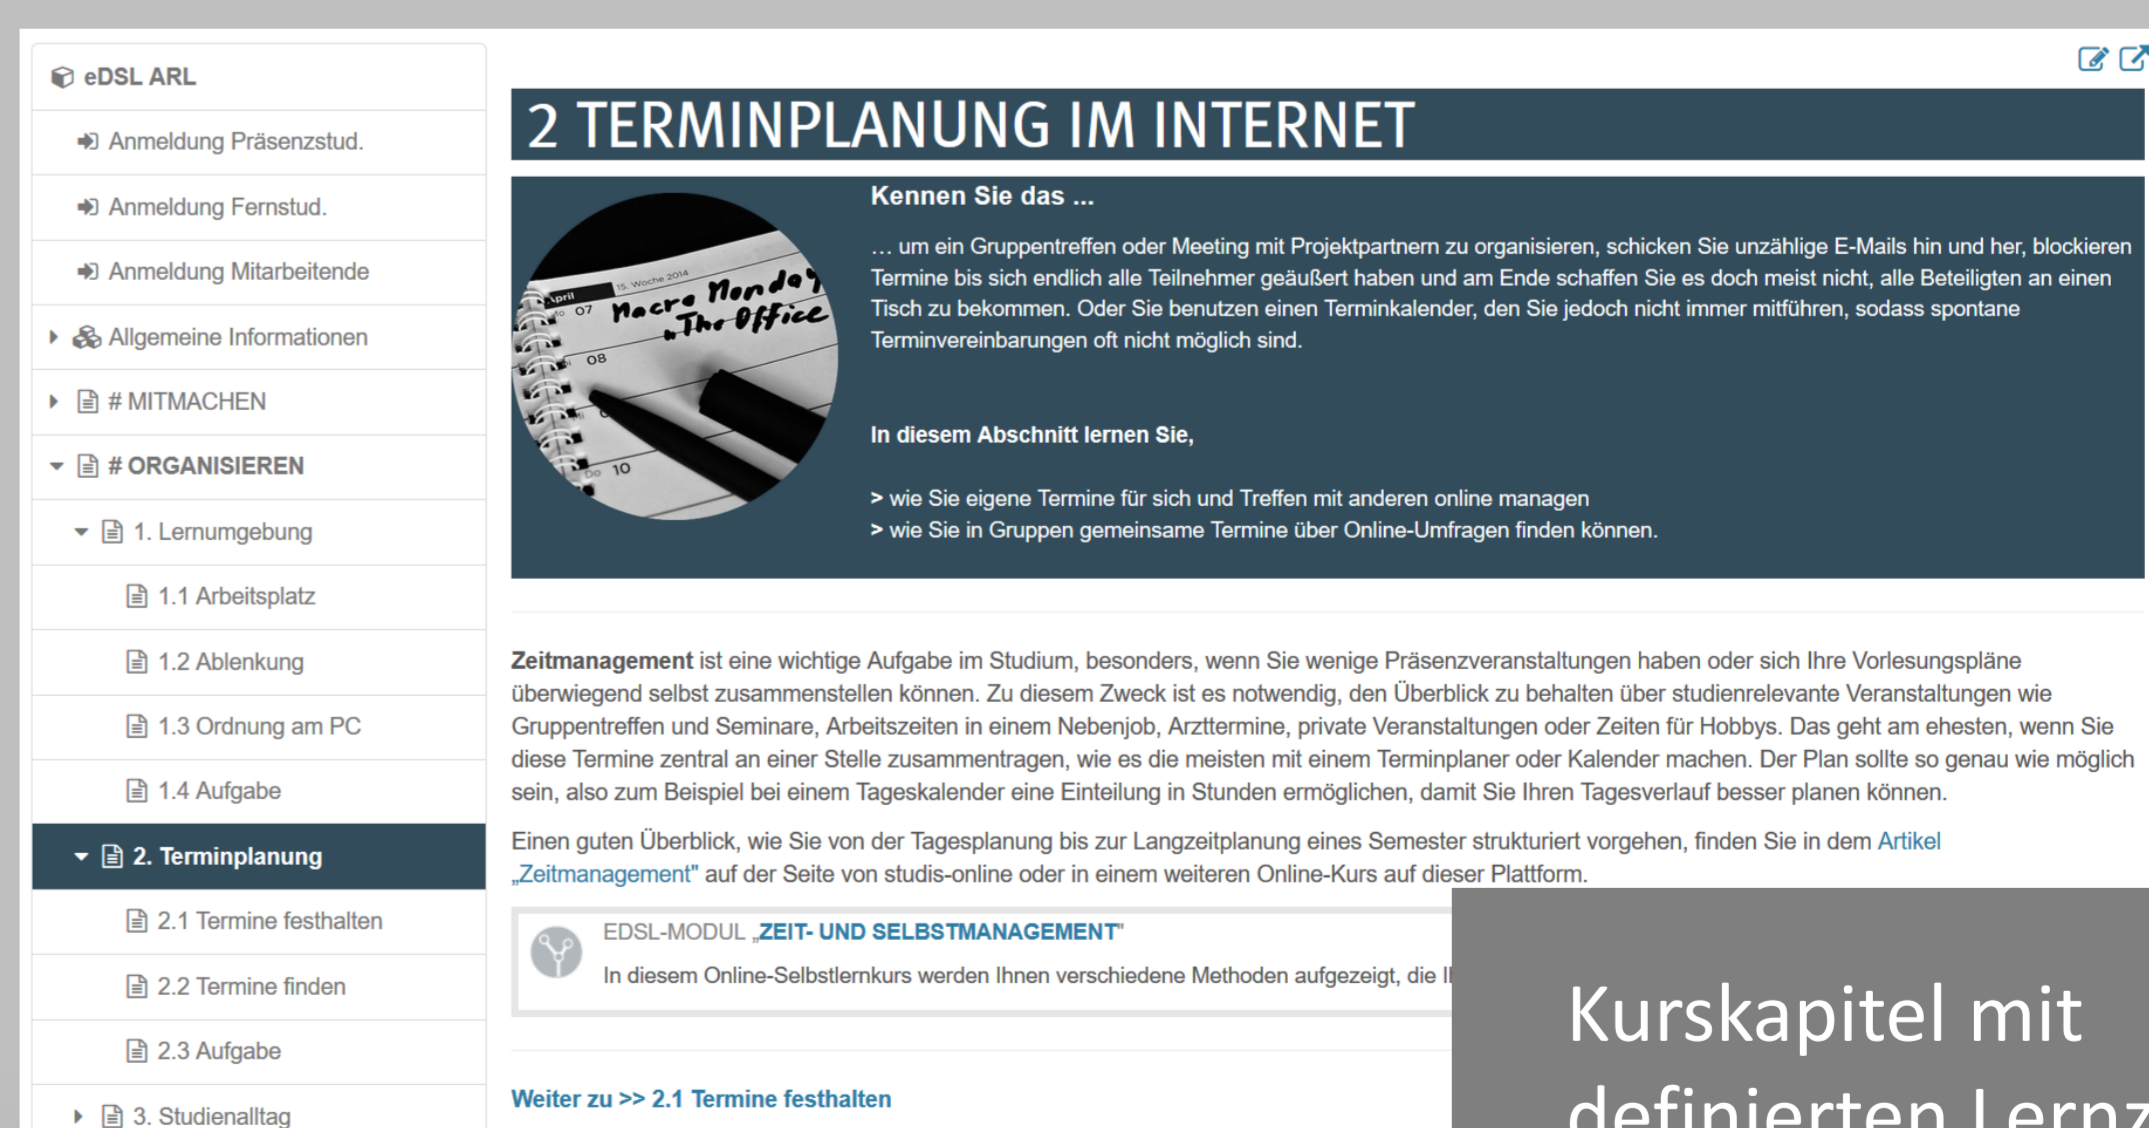 eDSL ARL
Anmeldung Präsenzstud.
Anmeldung Fernstud.
Anmeldung Mitarbeitende
Allgemeine Informationen
# MITMACHEN
# ORGANISIEREN
1. Lernumgebung
1.1 Arbeitsplatz
1.2 Ablenkung
1.3 Ordnung am PC
1.4 Aufgabe
2. Terminplanung
2.1 Termine festhalten
2.2 Termine finden
2.3 Aufgabe
3. Studienalltag
2 TERMINPLANUNG IM INTERNET
April
15. Woche 2014
Mo 07
Macro Monday
"The Office
08
Do 10
Kennen Sie das ...
… um ein Gruppentreffen oder Meeting mit Projektpartnern zu organisieren, schicken Sie unzählige E-Mails hin und her, blockieren
Termine bis sich endlich alle Teilnehmer geäußert haben und am Ende schaffen Sie es doch meist nicht, alle Beteiligten an einen
Tisch zu bekommen. Oder Sie benutzen einen Terminkalender, den Sie jedoch nicht immer mitführen, sodass spontane
Terminvereinbarungen oft nicht möglich sind.
In diesem Abschnitt lernen Sie,
> wie Sie eigene Termine für sich und Treffen mit anderen online managen
> wie Sie in Gruppen gemeinsame Termine über Online-Umfragen finden können.
Zeitmanagement ist eine wichtige Aufgabe im Studium, besonders, wenn Sie wenige Präsenzveranstaltungen haben oder sich Ihre Vorlesungspläne
überwiegend selbst zusammenstellen können. Zu diesem Zweck ist es notwendig, den Überblick zu behalten über studienrelevante Veranstaltungen wie
Gruppentreffen und Seminare, Arbeitszeiten in einem Nebenjob, Arzttermine, private Veranstaltungen oder Zeiten für Hobbys. Das geht am ehesten, wenn Sie
diese Termine zentral an einer Stelle zusammentragen, wie es die meisten mit einem Terminplaner oder Kalender machen. Der Plan sollte so genau wie möglich
sein, also zum Beispiel bei einem Tageskalender eine Einteilung in Stunden ermöglichen, damit Sie Ihren Tagesverlauf besser planen können.
Einen guten Überblick, wie Sie von der Tagesplanung bis zur Langzeitplanung eines Semester strukturiert vorgehen, finden Sie in dem Artikel
„Zeitmanagement" auf der Seite von studis-online oder in einem weiteren Online-Kurs auf dieser Plattform.
EDSL-MODUL „ZEIT- UND SELBSTMANAGEMENT"
In diesem Online-Selbstlernkurs werden Ihnen verschiedene Methoden aufgezeigt, die
Weiter zu >> 2.1 Termine festhalten
Kurskapitel mit
definierten